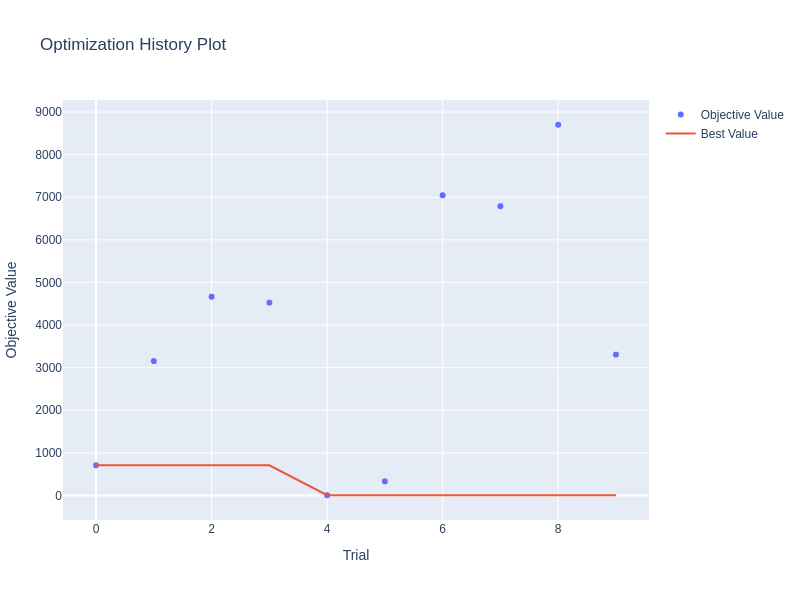 Optimization History Plot
Objective Value
Best Value
9000
8000
7000
6000
5000
4000
3000
2000
1000
0
Objective Value
0 2 4 6 8
Trial